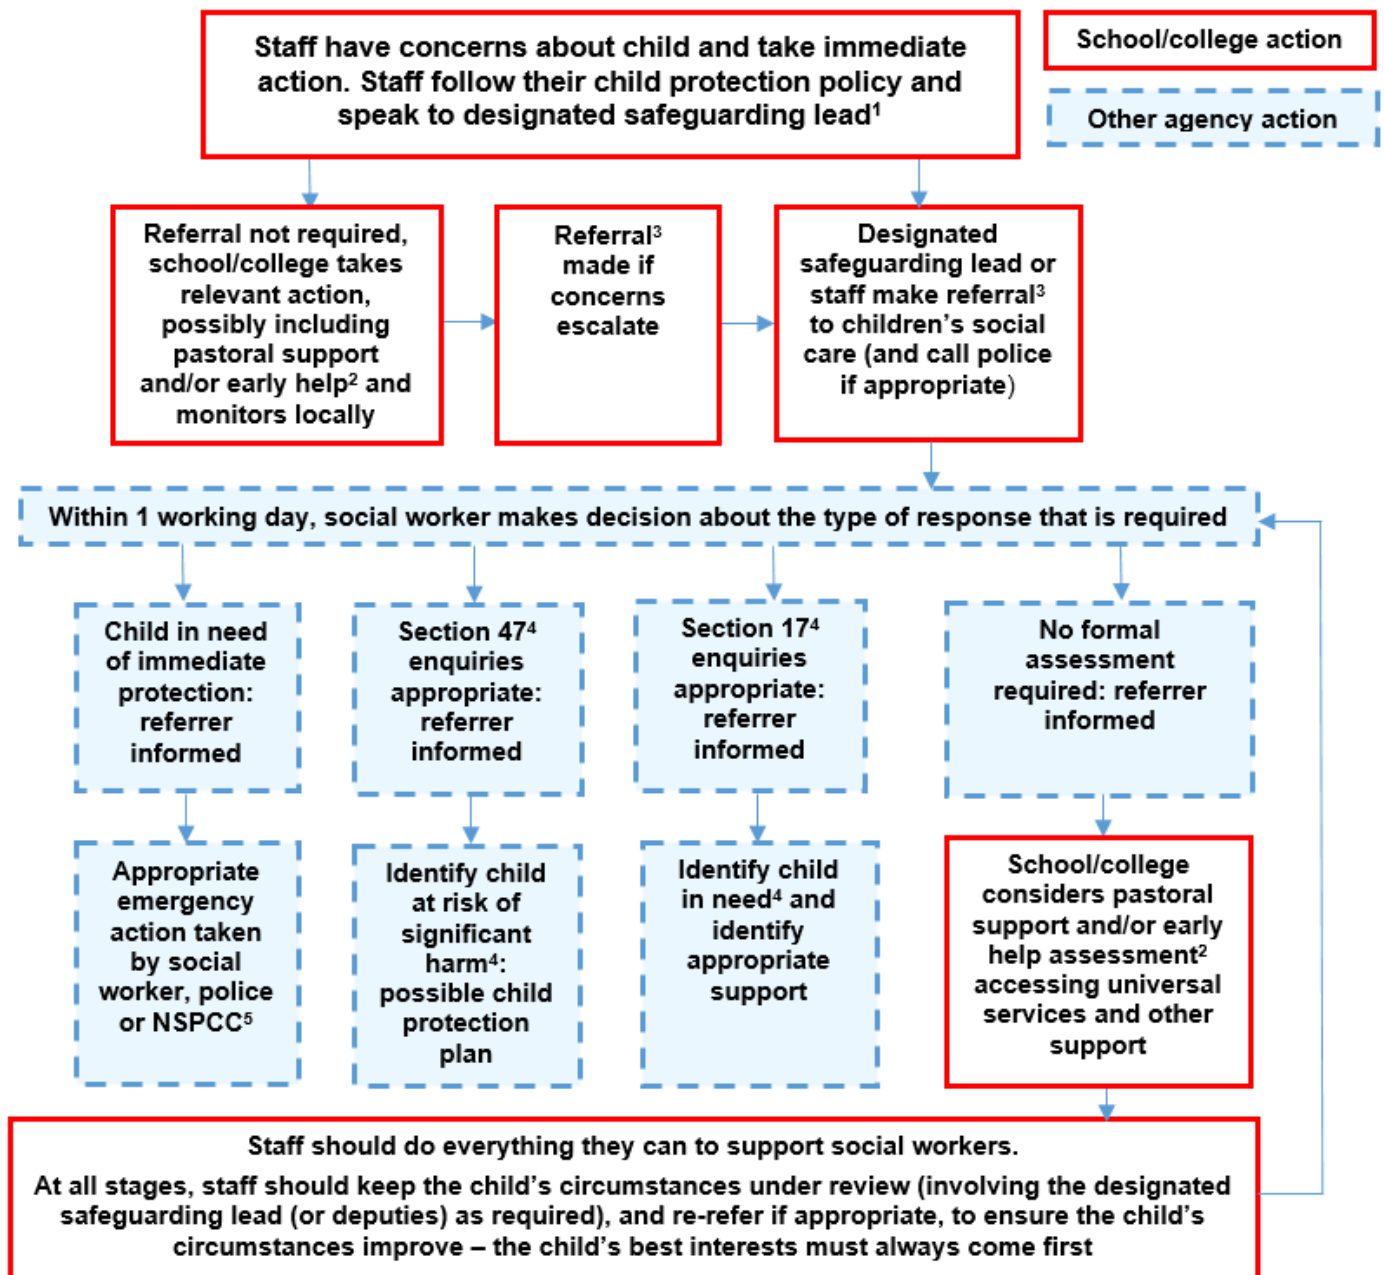 Staff have concerns about child and take immediate
action. Staff follow their child protection policy and
speak to designated safeguarding lead¹
School/college action
Other agency action
Referral not required,
school/college takes
relevant action,
possibly including
pastoral support
and/or early help² and
monitors locally
Referral³
made if
concerns
escalate
Designated
safeguarding lead or
staff make referral³
to children’s social
care (and call police
if appropriate)
Within 1 working day, social worker makes decision about the type of response that is required
Child in need
of immediate
protection:
referrer
informed
Section 47⁴
enquiries
appropriate:
referrer
informed
Section 17⁴
enquiries
appropriate:
referrer
informed
No formal
assessment
required: referrer
informed
Appropriate
emergency
action taken
by social
worker, police
or NSPCC⁵
Identify child
at risk of
significant
harm⁴:
possible child
protection
plan
Identify child
in need⁴ and
identify
appropriate
support
School/college
considers pastoral
support and/or early
help assessment²
accessing universal
services and other
support
Staff should do everything they can to support social workers.
At all stages, staff should keep the child’s circumstances under review (involving the designated
safeguarding lead (or deputies) as required), and re-refer if appropriate, to ensure the child’s
circumstances improve – the child’s best interests must always come first